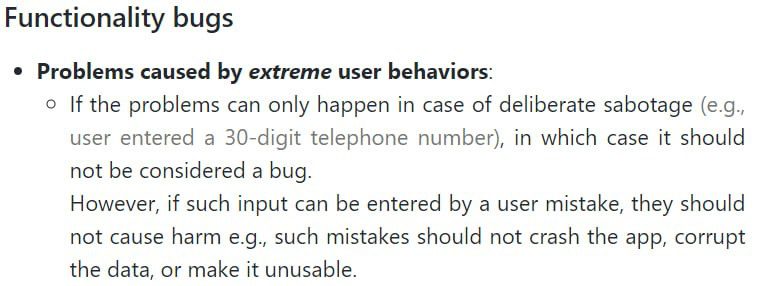 Functionality bugs
• Problems caused by extreme user behaviors:
○ If the problems can only happen in case of deliberate sabotage (e.g.,
user entered a 30-digit telephone number), in which case it should
not be considered a bug.
However, if such input can be entered by a user mistake, they should
not cause harm e.g., such mistakes should not crash the app, corrupt
the data, or make it unusable.